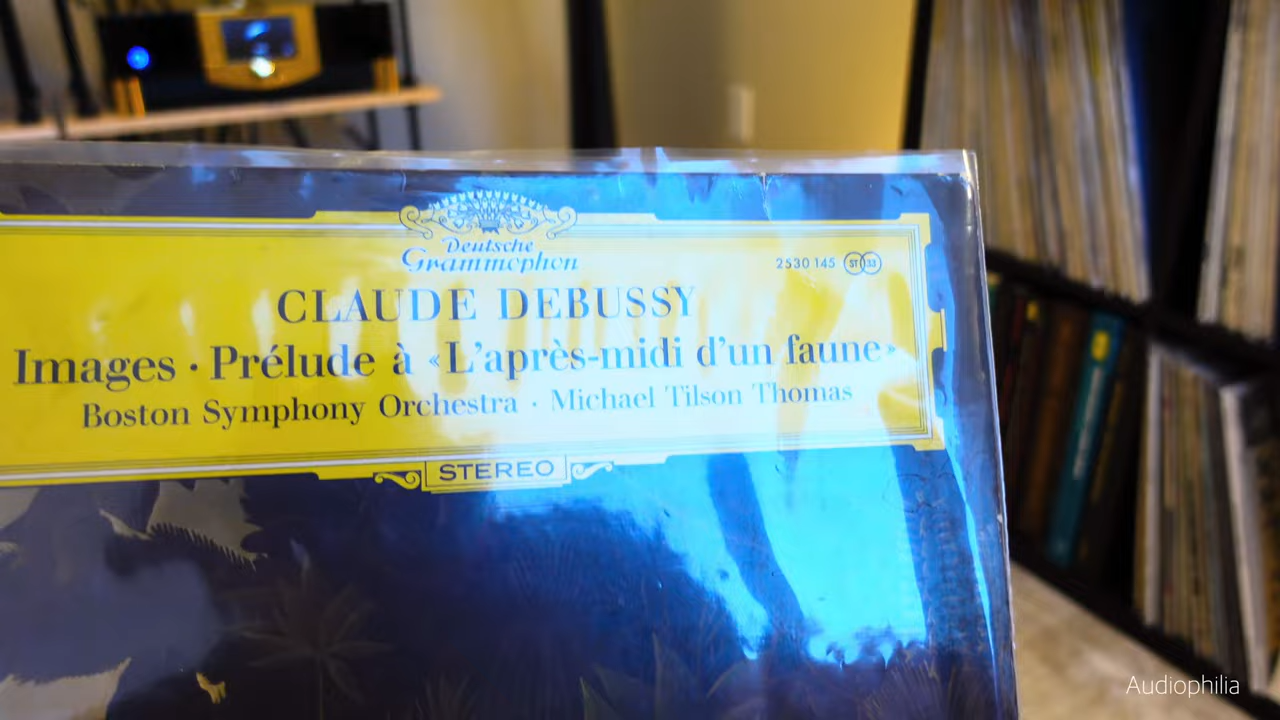 Deutsche
Grammophon
2530 145 ST 33
CLAUDE DEBUSSY
Images · Prélude à «L'après-midi d'un faune»
Boston Symphony Orchestra · Michael Tilson Thomas
STEREO
Audiophilia